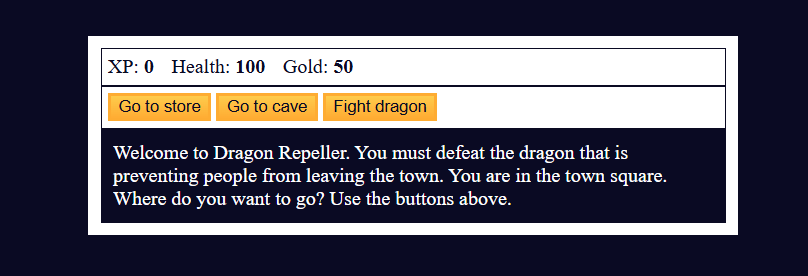 XP: 0 Health: 100 Gold: 50
Go to store Go to cave Fight dragon
Welcome to Dragon Repeller. You must defeat the dragon that is
preventing people from leaving the town. You are in the town square.
Where do you want to go? Use the buttons above.